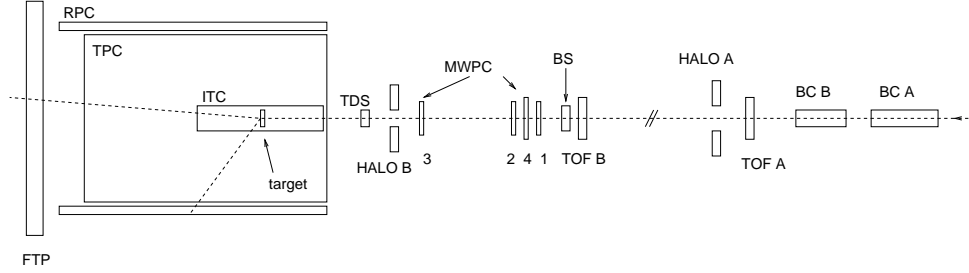 RPC
TPC
ITC
target
FTP
TDS
HALO B
MWPC
3
2 4 1
BS
TOF B
HALO A
TOF A
BC B
BC A